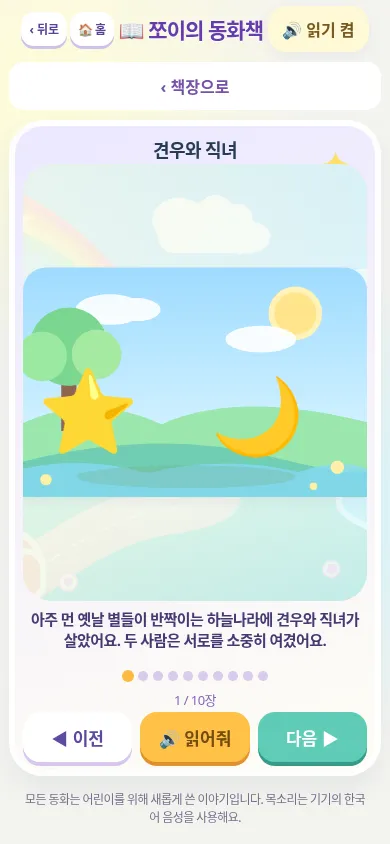 ‹ 뒤로 🏠 홈 📖 쪼이의 동화책 🔊 읽기 켬
‹ 책장으로
견우와 직녀
아주 먼 옛날 별들이 반짝이는 하늘나라에 견우와 직녀가
살았어요. 두 사람은 서로를 소중히 여겼어요.
1 / 10장
◀ 이전 🔊 읽어줘 다음 ▶
모든 동화는 어린이를 위해 새롭게 쓴 이야기입니다. 목소리는 기기의 한국
어 음성을 사용해요.